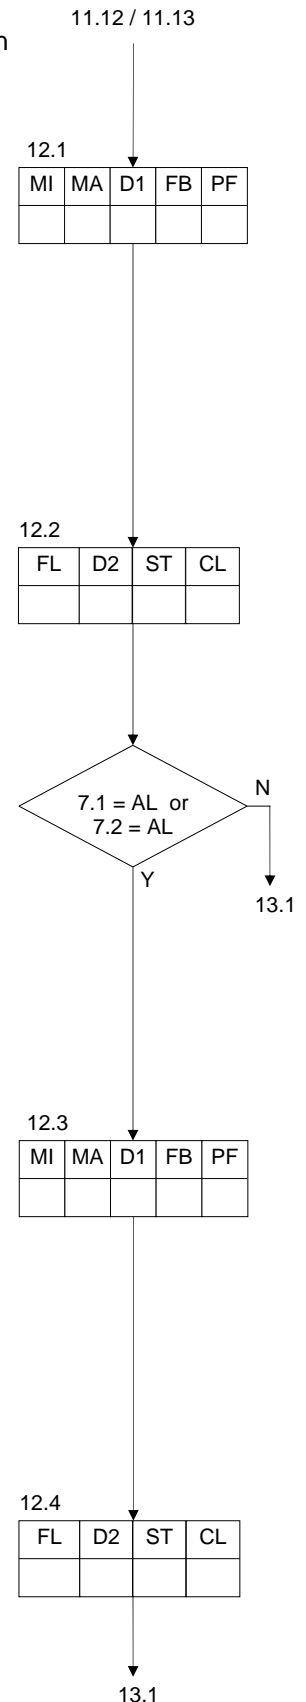 11.12 / 11.13
n
12.1
MI MA D1 FB PF
12.2
FL D2 ST CL
7.1 = AL or
7.2 = AL
N
Y
13.1
12.3
MI MA D1 FB PF
12.4
FL D2 ST CL
13.1